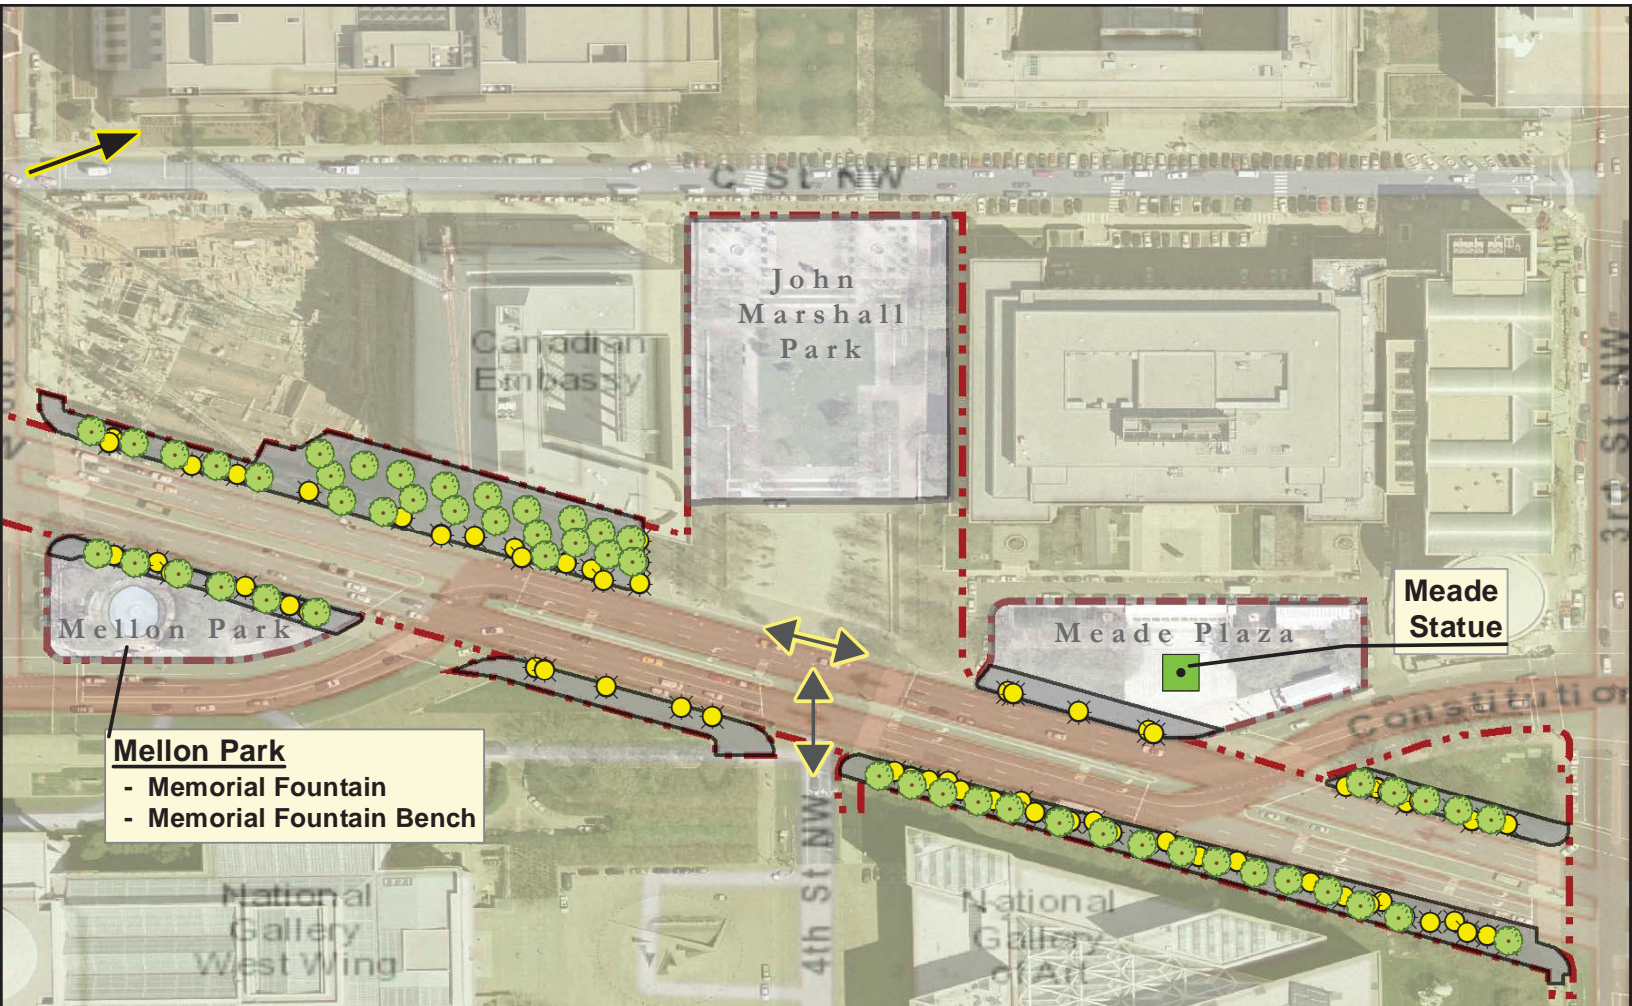 C St NW
John
Marshall
Park
Canadian
Embassy
3rd St NW
Meade
Statue
Meade Plaza
Mellon Park
Constitution
Mellon Park
- Memorial Fountain
- Memorial Fountain Bench
4th St NW
National
Gallery
West Wing
National
Gallery
of Art